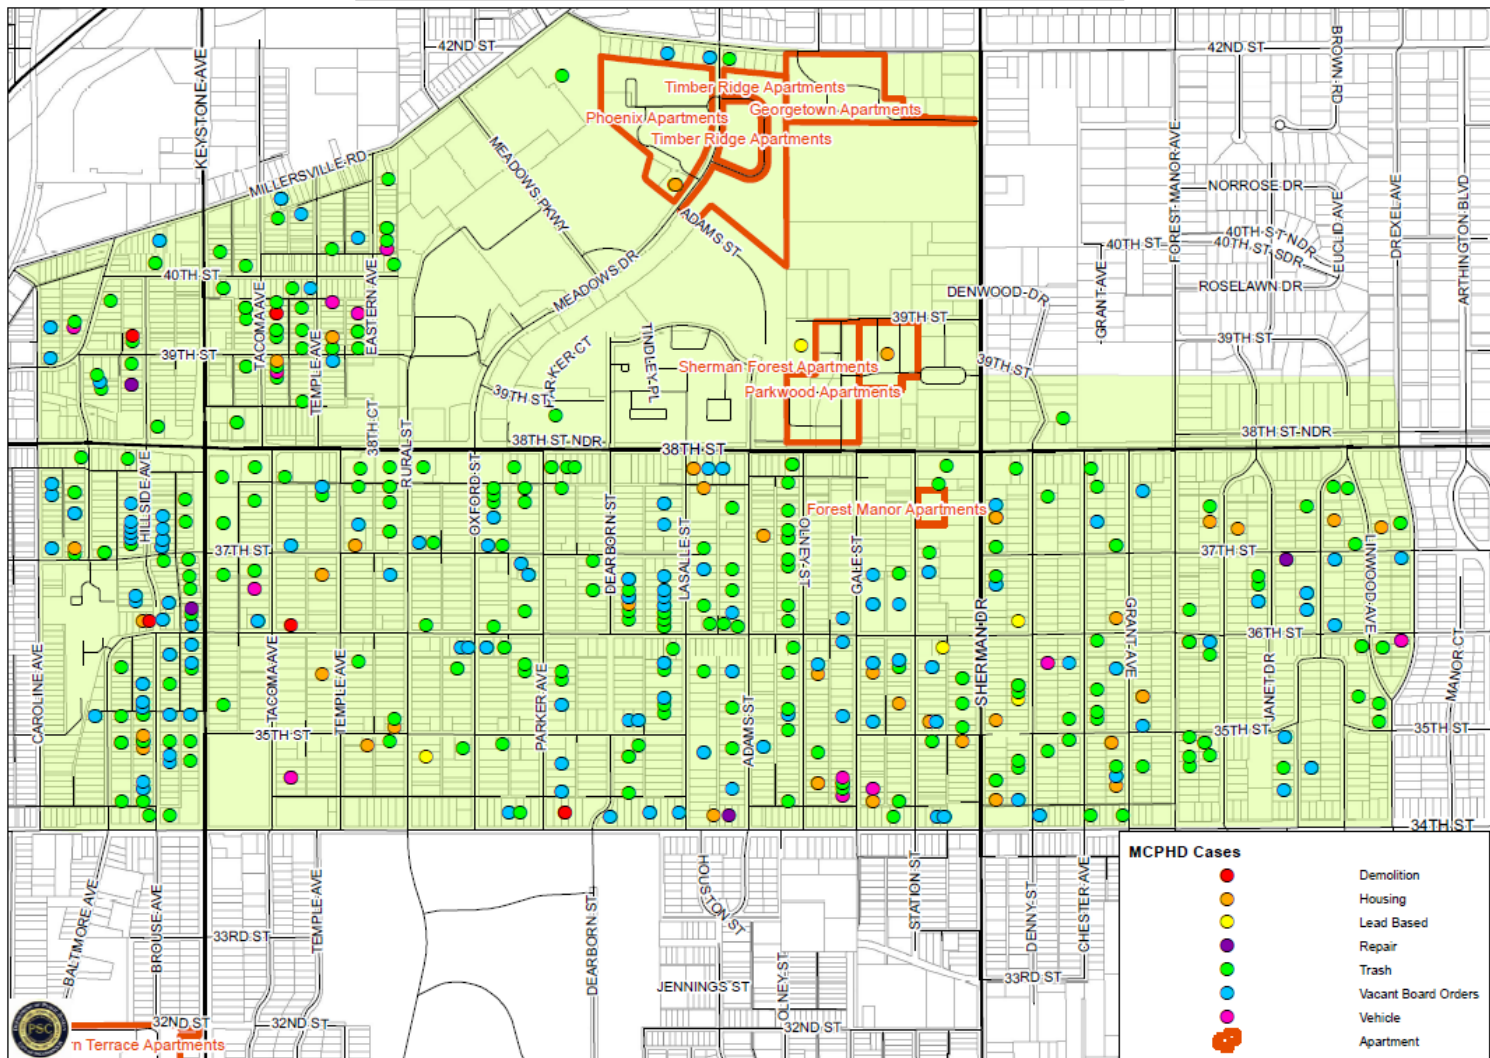 42ND ST
42ND ST
BROWN RD
KEYSTONE AVE
Timber Ridge Apartments
Georgetown Apartments
Phoenix Apartments
Timber Ridge Apartments
MILLERSVILLE RD
MEADOWS PKWY
FOREST MANOR AVE
NORROSE DR
EUCLID AVE
DREXEL AVE
ARTHINGTON BLVD
ADAMS ST
40TH ST
40TH ST NDR
40TH ST SDR
40TH ST
MEADOWS DR
ROSELAWN DR
DENWOOD DR
GRANT AVE
TACOMA AVE
EASTERN AVE
39TH ST
39TH ST
39TH ST
39TH ST
TEMPLE AVE
PARKER CT
TINDLEY PL
Sherman Forest Apartments
Parkwood Apartments
39TH ST
38TH CT
RURAL ST
38TH ST NDR
38TH ST
38TH ST NDR
HILLSIDE AVE
OXFORD ST
DEARBORN ST
LASALLE ST
OLNEY ST
GALE ST
Forest Manor Apartments
37TH ST
37TH ST
LINWOOD AVE
SHERMAN DR
GRANT AVE
36TH ST
CAROLINE AVE
TACOMA AVE
TEMPLE AVE
PARKER AVE
ADAMS ST
JANET DR
MANOR CT
35TH ST
35TH ST
35TH ST
34TH ST
BALTIMORE AVE
BROUSE AVE
TEMPLE AVE
33RD ST
DEARBORN ST
HOUSTON ST
STATION ST
DENNY ST
CHESTER AVE
OLNEY ST
JENNINGS ST
33RD ST
32ND ST
32ND ST
32ND ST
PSC
n Terrace Apartments
MCPHD Cases
Demolition
Housing
Lead Based
Repair
Trash
Vacant Board Orders
Vehicle
Apartment